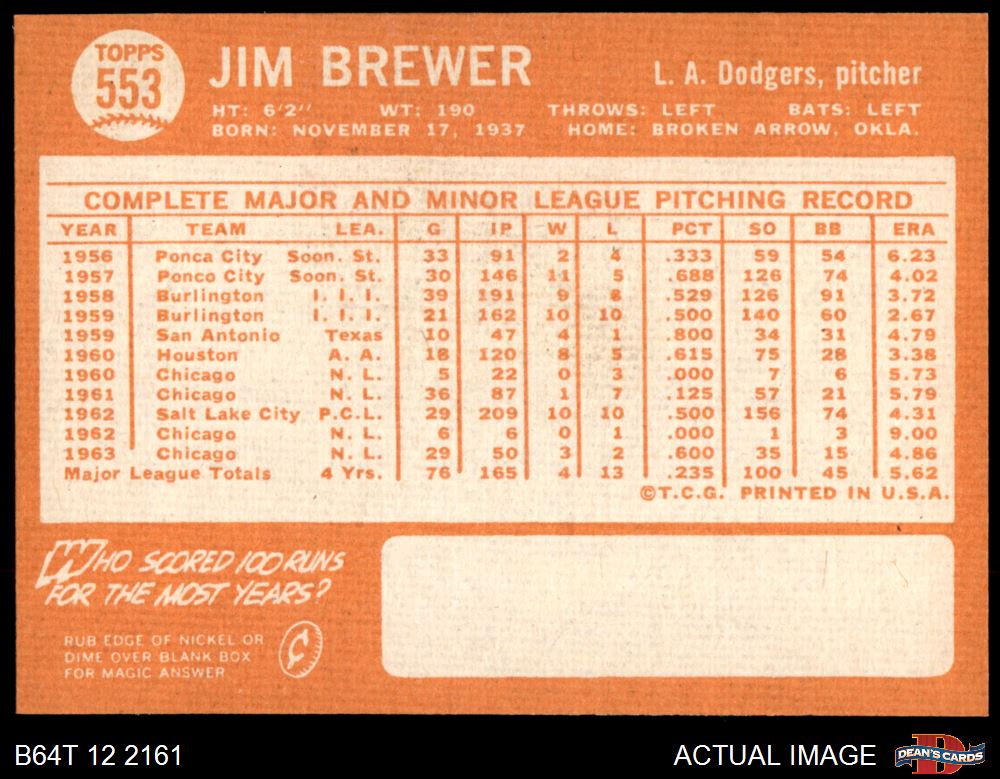 TOPPS
553
JIM BREWER
L. A. Dodgers, pitcher
HT: 6'2" WT: 190 THROWS: LEFT BATS: LEFT
BORN: NOVEMBER 17, 1937 HOME: BROKEN ARROW, OKLA.
COMPLETE MAJOR AND MINOR LEAGUE PITCHING RECORD
YEAR TEAM LEA. G IP W L PCT SO BB ERA
1956 Ponca City Soon. St. 33 91 2 4 .333 59 54 6.23
1957 Ponco City Soon. St. 30 146 11 5 .688 126 74 4.02
1958 Burlington I. I. I. 39 191 9 8 .529 126 91 3.72
1959 Burlington I. I. I. 21 162 10 10 .500 140 60 2.67
1959 San Antonio Texas 10 47 4 1 .800 34 31 4.79
1960 Houston A. A. 18 120 8 5 .615 75 28 3.38
1960 Chicago N. L. 5 22 0 3 .000 7 6 5.73
1961 Chicago N. L. 36 87 1 7 .125 57 21 5.79
1962 Salt Lake City P.C.L. 29 209 10 10 .500 156 74 4.31
1962 Chicago N. L. 6 6 0 1 .000 1 3 9.00
1963 Chicago N. L. 29 50 3 2 .600 35 15 4.86
Major League Totals 4 Yrs. 76 165 4 13 .235 100 45 5.62
©T.C.G. PRINTED IN U.S.A.
WHO SCORED 100 RUNS
FOR THE MOST YEARS?
RUB EDGE OF NICKEL OR
DIME OVER BLANK BOX
FOR MAGIC ANSWER
¢
B64T 12 2161
ACTUAL IMAGE
D
DEAN'S CARDS